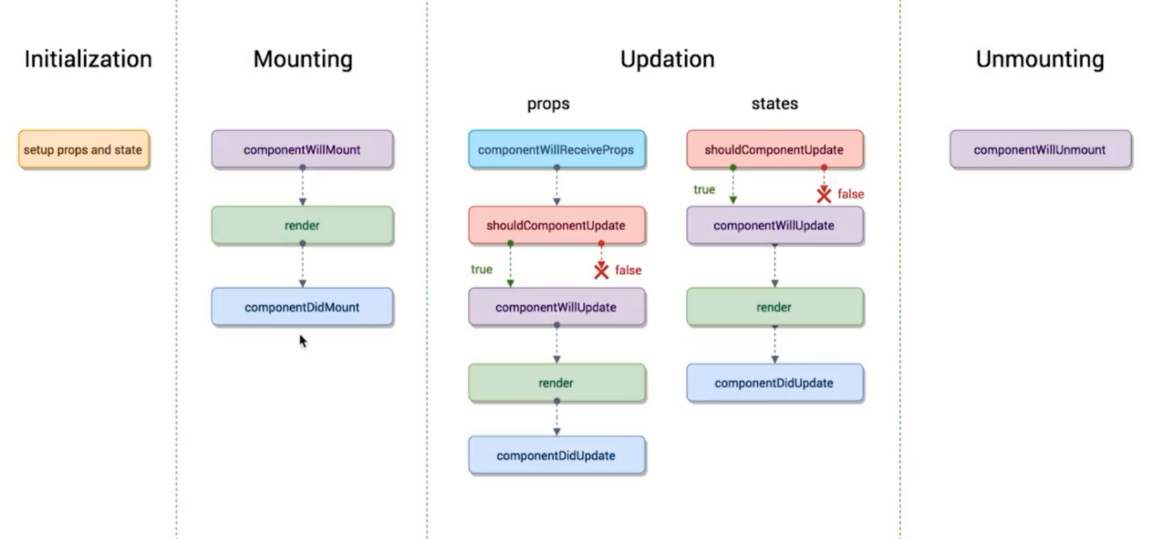 Initialization
Mounting
Updation
Unmounting
props
states
setup props and state
componentWillMount
componentWillReceiveProps
shouldComponentUpdate
componentWillUnmount
true
false
render
shouldComponentUpdate
componentWillUpdate
true
false
componentDidMount
componentWillUpdate
render
render
componentDidUpdate
componentDidUpdate